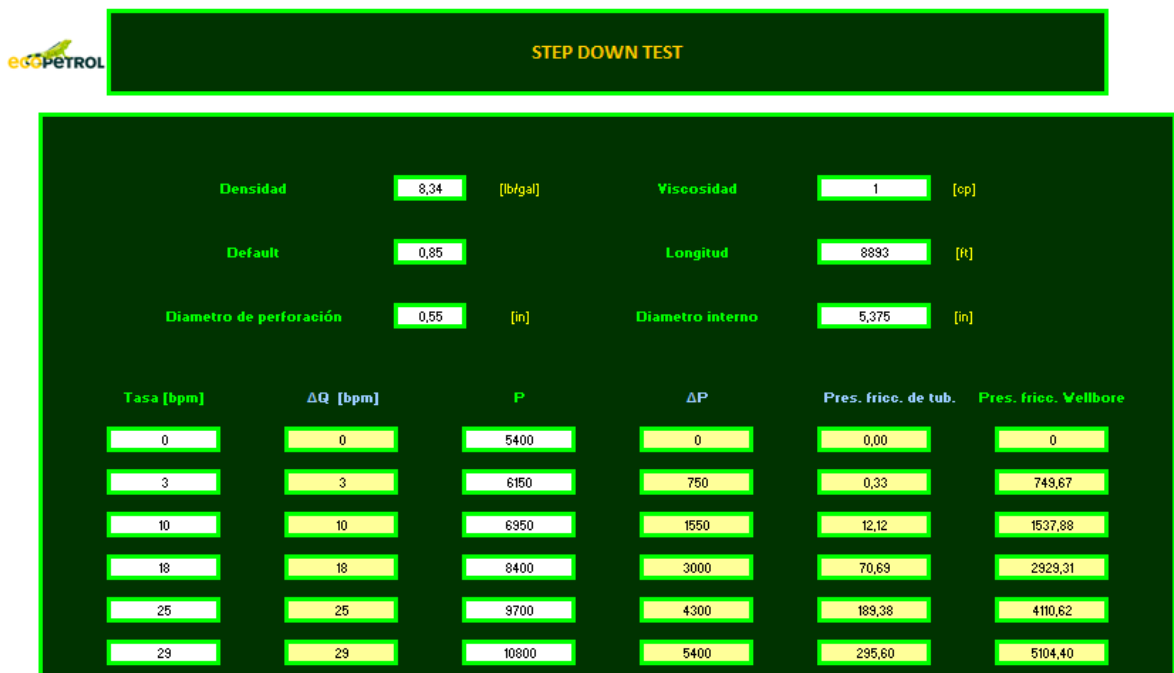 ecoPETROL
STEP DOWN TEST
Densidad 8,34 [lb/gal] Viscosidad 1 [cp]
Default 0,85 Longitud 8893 [ft]
Diametro de perforación 0,55 [in] Diametro interno 5,375 [in]
Tasa [bpm] ΔQ [bpm] P ΔP Pres. fricc. de tub. Pres. fricc. Wellbore
0 0 5400 0 0,00 0
3 3 6150 750 0,33 749,67
10 10 6950 1550 12,12 1537,88
18 18 8400 3000 70,69 2929,31
25 25 9700 4300 189,38 4110,62
29 29 10800 5400 295,60 5104,40